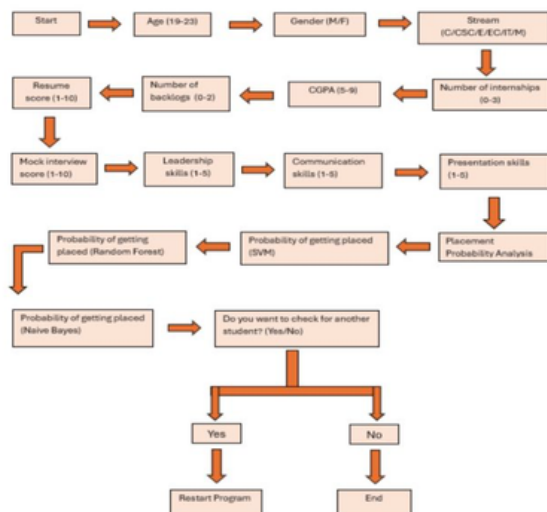 Start
Age (19-23)
Gender (M/F)
Stream
(C/CSC/E/EC/IT/M)
Number of internships
(0-3)
CGPA (5-9)
Number of
backlogs (0-2)
Resume
score (1-10)
Mock interview
score (1-10)
Leadership
skills (1-5)
Communication
skills (1-5)
Presentation skills
(1-5)
Placement
Probability Analysis
Probability of getting placed
(SVM)
Probability of getting
placed (Random Forest)
Probability of getting placed
(Naive Bayes)
Do you want to check for another
student? (Yes/No)
Yes
No
Restart Program
End